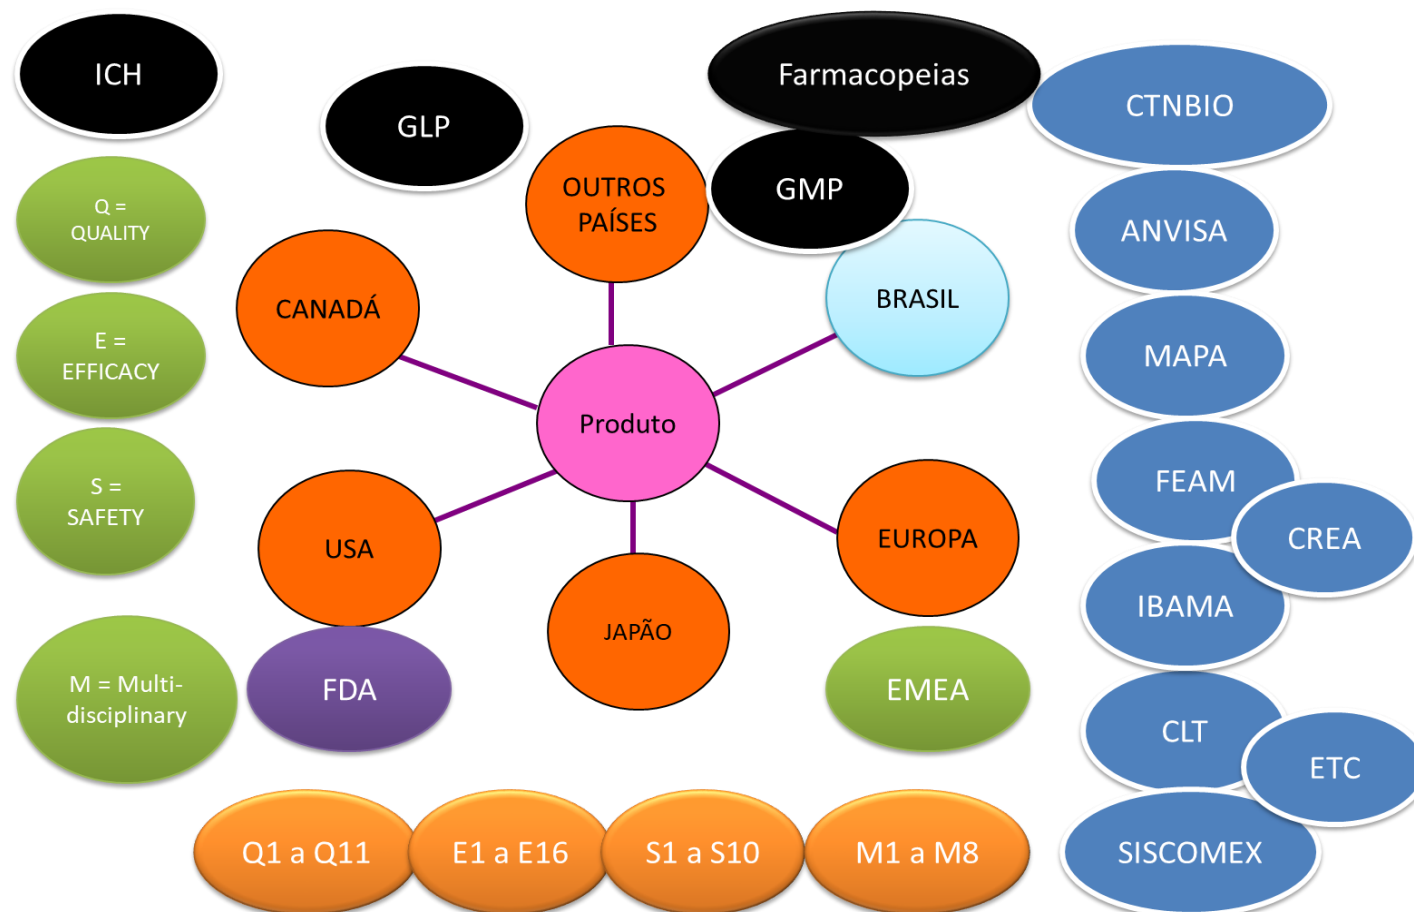 ICH
GLP
Farmacopeias
CTNBIO
Q =
QUALITY
OUTROS
PAÍSES
GMP
ANVISA
CANADÁ
BRASIL
E =
EFFICACY
MAPA
Produto
S =
SAFETY
FEAM
USA
EUROPA
CREA
JAPÃO
IBAMA
M = Multi-
disciplinary
FDA
EMEA
CLT
ETC
Q1 a Q11
E1 a E16
S1 a S10
M1 a M8
SISCOMEX